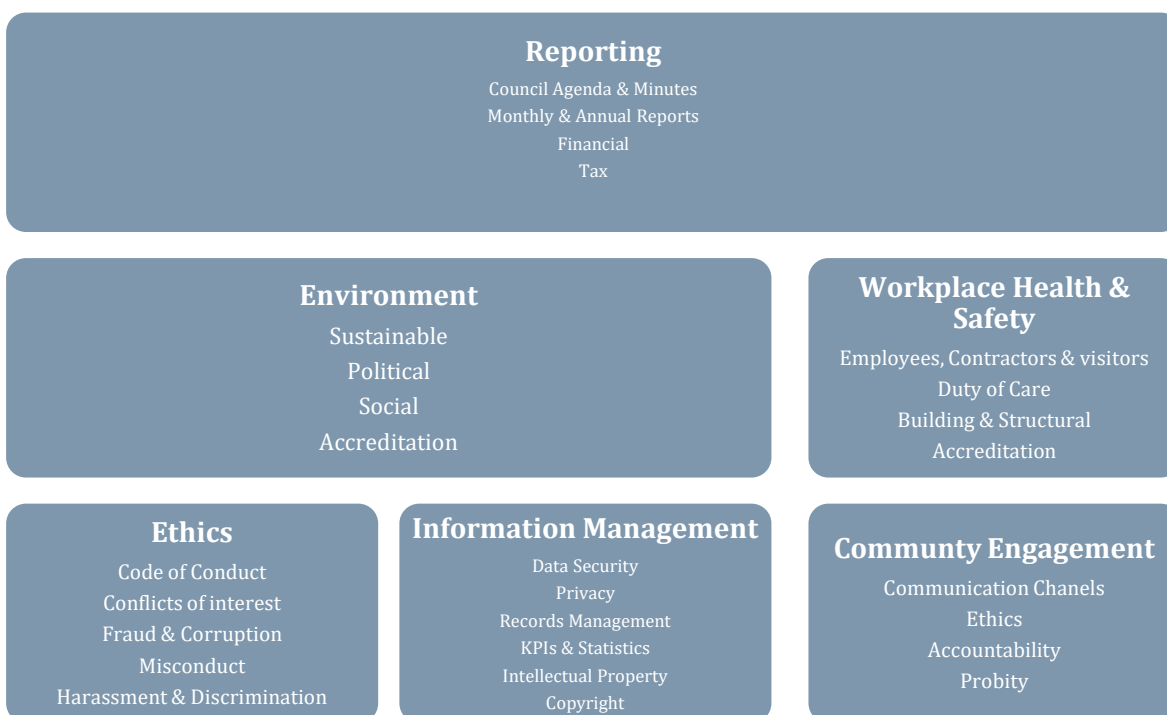 Reporting
Council Agenda & Minutes
Monthly & Annual Reports
Financial
Tax
Environment
Sustainable
Political
Social
Accreditation
Workplace Health &
Safety
Employees, Contractors & visitors
Duty of Care
Building & Structural
Accreditation
Ethics
Code of Conduct
Conflicts of interest
Fraud & Corruption
Misconduct
Harassment & Discrimination
Information Management
Data Security
Privacy
Records Management
KPIs & Statistics
Intellectual Property
Copyright
Communty Engagement
Communication Chanels
Ethics
Accountability
Probity